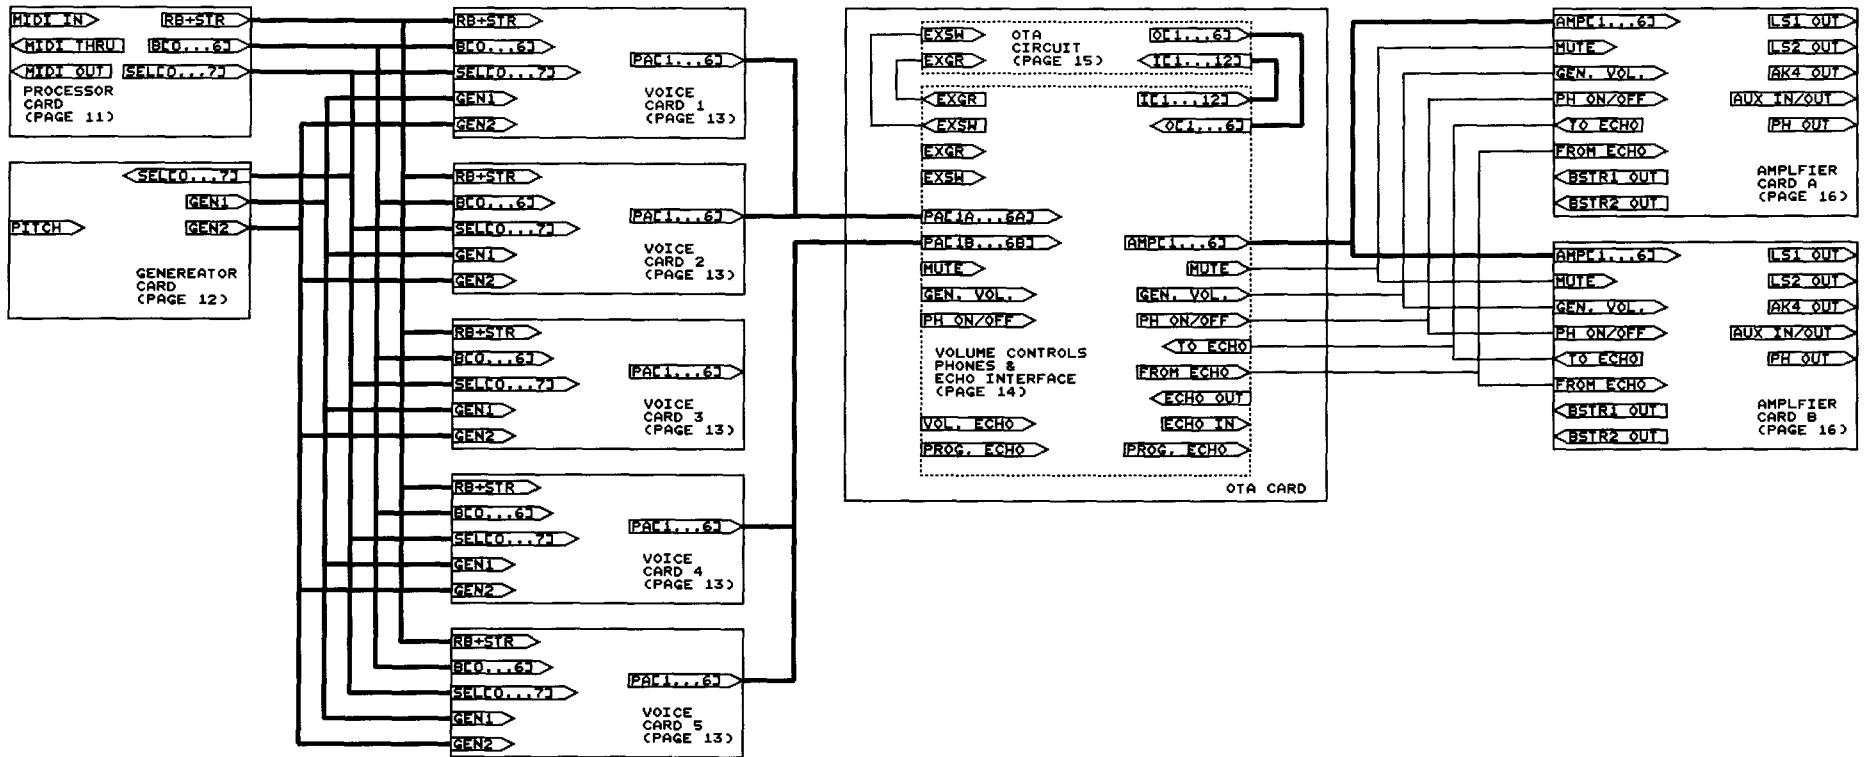 MIDI IN
RB+STR
MIDI THRU
B[0...6]
MIDI OUT
SEL[0...7]
PROCESSOR
CARD
(PAGE 11)
SEL[0...7]
GEN1
PITCH
GEN2
GENEREATOR
CARD
(PAGE 12)
RB+STR
B[0...6]
PA[1...6]
SEL[0...7]
GEN1
GEN2
VOICE
CARD 1
(PAGE 13)
RB+STR
B[0...6]
PA[1...6]
SEL[0...7]
GEN1
GEN2
VOICE
CARD 2
(PAGE 13)
RB+STR
B[0...6]
PA[1...6]
SEL[0...7]
GEN1
GEN2
VOICE
CARD 3
(PAGE 13)
RB+STR
B[0...6]
PA[1...6]
SEL[0...7]
GEN1
GEN2
VOICE
CARD 4
(PAGE 13)
RB+STR
B[0...6]
PA[1...6]
SEL[0...7]
GEN1
GEN2
VOICE
CARD 5
(PAGE 13)
EXSW
EXGR
OTA
CIRCUIT
(PAGE 15)
O[1...6]
I[1...12]
EXGR
I[1...12]
EXSW
O[1...6]
EXGR
EXSW
PA[1A...6A]
PA[1B...6B]
AMP[1...6]
MUTE
MUTE
GEN. VOL.
GEN. VOL.
PH ON/OFF
PH ON/OFF
TO ECHO
VOLUME CONTROLS
PHONES &
ECHO INTERFACE
(PAGE 14)
FROM ECHO
ECHO OUT
VOL. ECHO
ECHO IN
PROG. ECHO
PROG. ECHO
OTA CARD
AMP[1...6]
LS1 OUT
MUTE
LS2 OUT
GEN. VOL.
AK4 OUT
PH ON/OFF
AUX IN/OUT
TO ECHO
PH OUT
FROM ECHO
BSTR1 OUT
BSTR2 OUT
AMPLFIER
CARD A
(PAGE 16)
AMP[1...6]
LS1 OUT
MUTE
LS2 OUT
GEN. VOL.
AK4 OUT
PH ON/OFF
AUX IN/OUT
TO ECHO
PH OUT
FROM ECHO
BSTR1 OUT
BSTR2 OUT
AMPLFIER
CARD B
(PAGE 16)